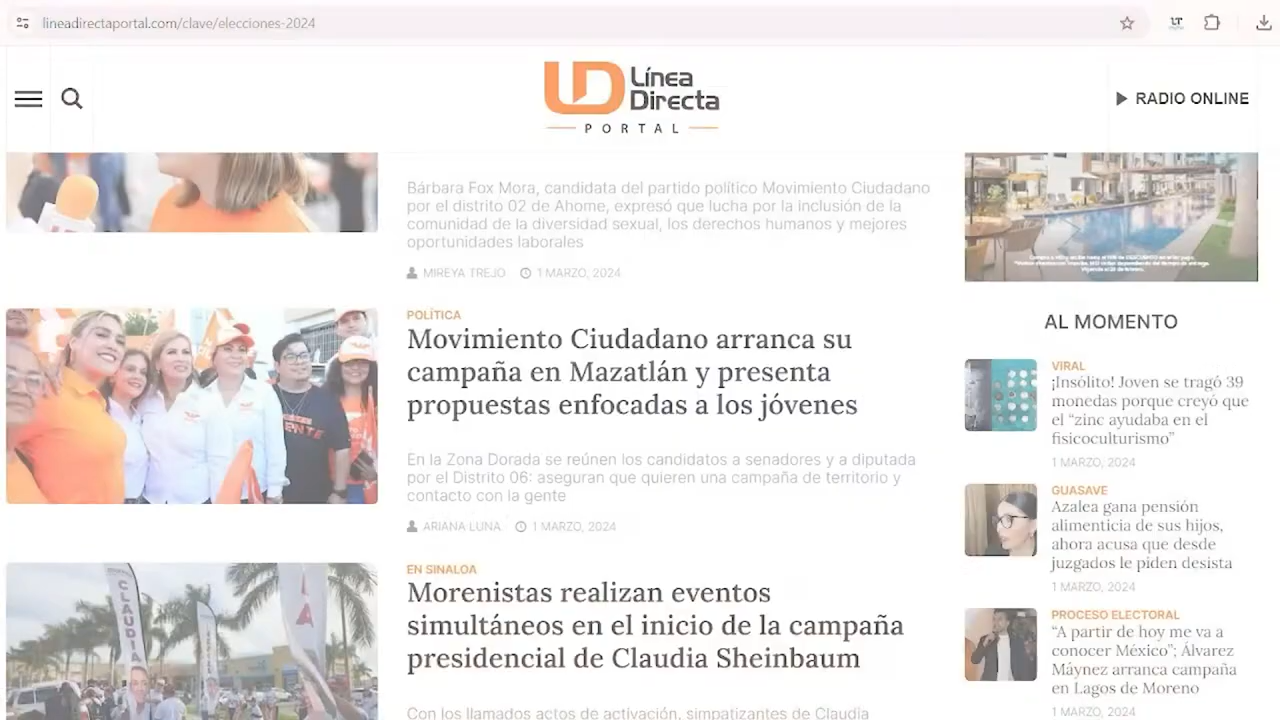 lineadirectaportal.com/clave/elecciones-2024
Línea
Directa
PORTAL
RADIO ONLINE
Bárbara Fox Mora, candidata del partido político Movimiento Ciudadano
por el distrito 02 de Ahome, expresó que lucha por la inclusión de la
comunidad de la diversidad sexual, los derechos humanos y mejores
oportunidades laborales
MIREYA TREJO 1 MARZO, 2024
POLÍTICA
Movimiento Ciudadano arranca su
campaña en Mazatlán y presenta
propuestas enfocadas a los jóvenes
En la Zona Dorada se reúnen los candidatos a senadores y a diputada
por el Distrito 06: aseguran que quieren una campaña de territorio y
contacto con la gente
ARIANA LUNA 1 MARZO, 2024
EN SINALOA
Morenistas realizan eventos
simultáneos en el inicio de la campaña
presidencial de Claudia Sheinbaum
Con los llamados actos de activación, simpatizantes de Claudia
CLAUDIA
AL MOMENTO
VIRAL
¡Insólito! Joven se tragó 39
monedas porque creyó que
el “zinc ayudaba en el
fisicoculturismo”
1 MARZO, 2024
GUASAVE
Azalea gana pensión
alimenticia de sus hijos,
ahora acusa que desde
juzgados le piden desista
1 MARZO, 2024
PROCESO ELECTORAL
“A partir de hoy me va a
conocer México”; Álvarez
Máynez arranca campaña
en Lagos de Moreno
1 MARZO, 2024